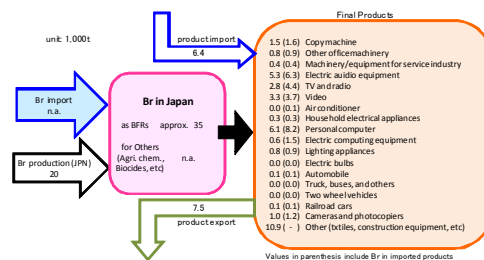 Final Products
unit: 1,000t
product import
6.4
1.5 (1.6) Copy machine
0.8 (0.9) Other office machinery
0.4 (0.4) Machinery/equipment for service industry
5.3 (6.3) Electric audio equipment
2.8 (4.4) TV and radio
3.3 (3.7) Video
0.0 (0.1) Air conditioner
0.3 (0.3) Household electrical appliances
6.1 (8.2) Personal computer
0.6 (1.5) Electric computing equipment
0.8 (0.9) Lighting appliances
0.0 (0.0) Electric bulbs
0.1 (0.1) Automobile
0.0 (0.0) Truck, buses, and others
0.0 (0.0) Two wheel vehicles
0.1 (0.1) Railroad cars
1.0 (1.2) Cameras and photocopiers
10.9 ( - ) Other (txtiles, construction equipment, etc)
Br import
n.a.
Br production (JPN)
20
Br in Japan
as BFRs approx. 35
for Others
(Agri. chem., n.a.
Biocides, etc)
7.5
product export
Values in parenthesis include Br in imported products